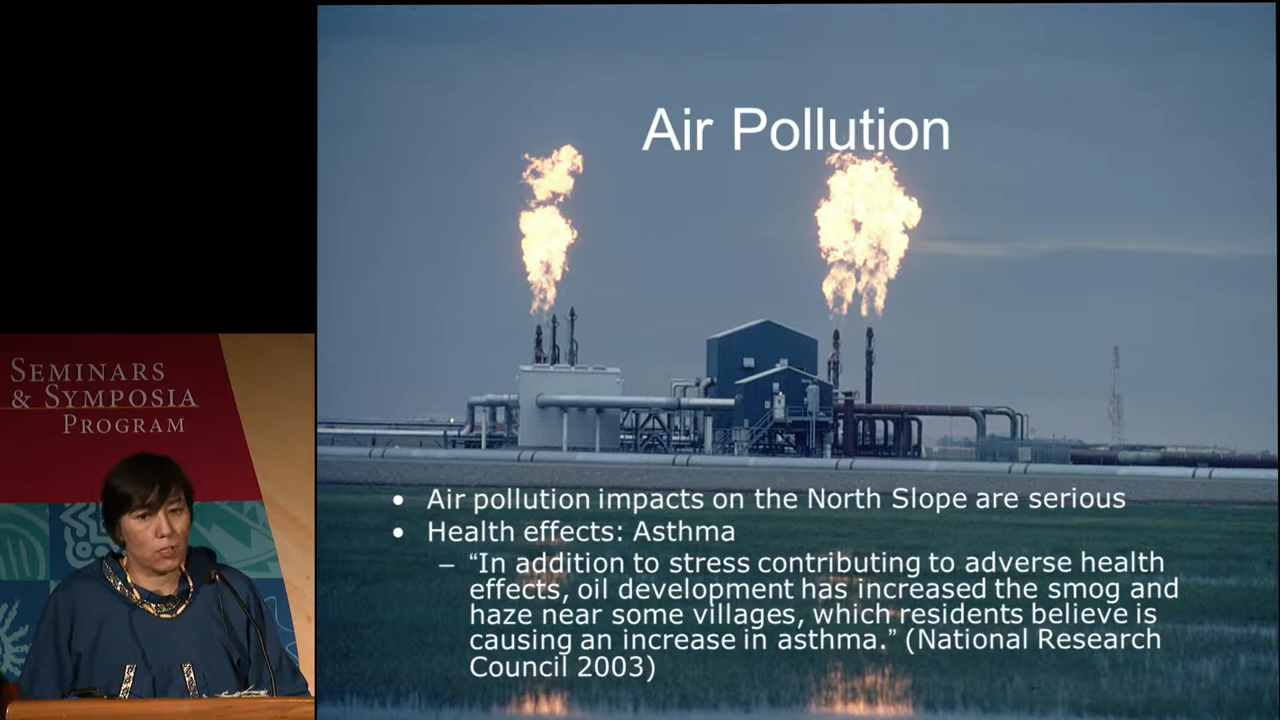 SEMINARS
& SYMPOSIA
PROGRAM
Air Pollution
• Air pollution impacts on the North Slope are serious
• Health effects: Asthma
– “In addition to stress contributing to adverse health
effects, oil development has increased the smog and
haze near some villages, which residents believe is
causing an increase in asthma.” (National Research
Council 2003)